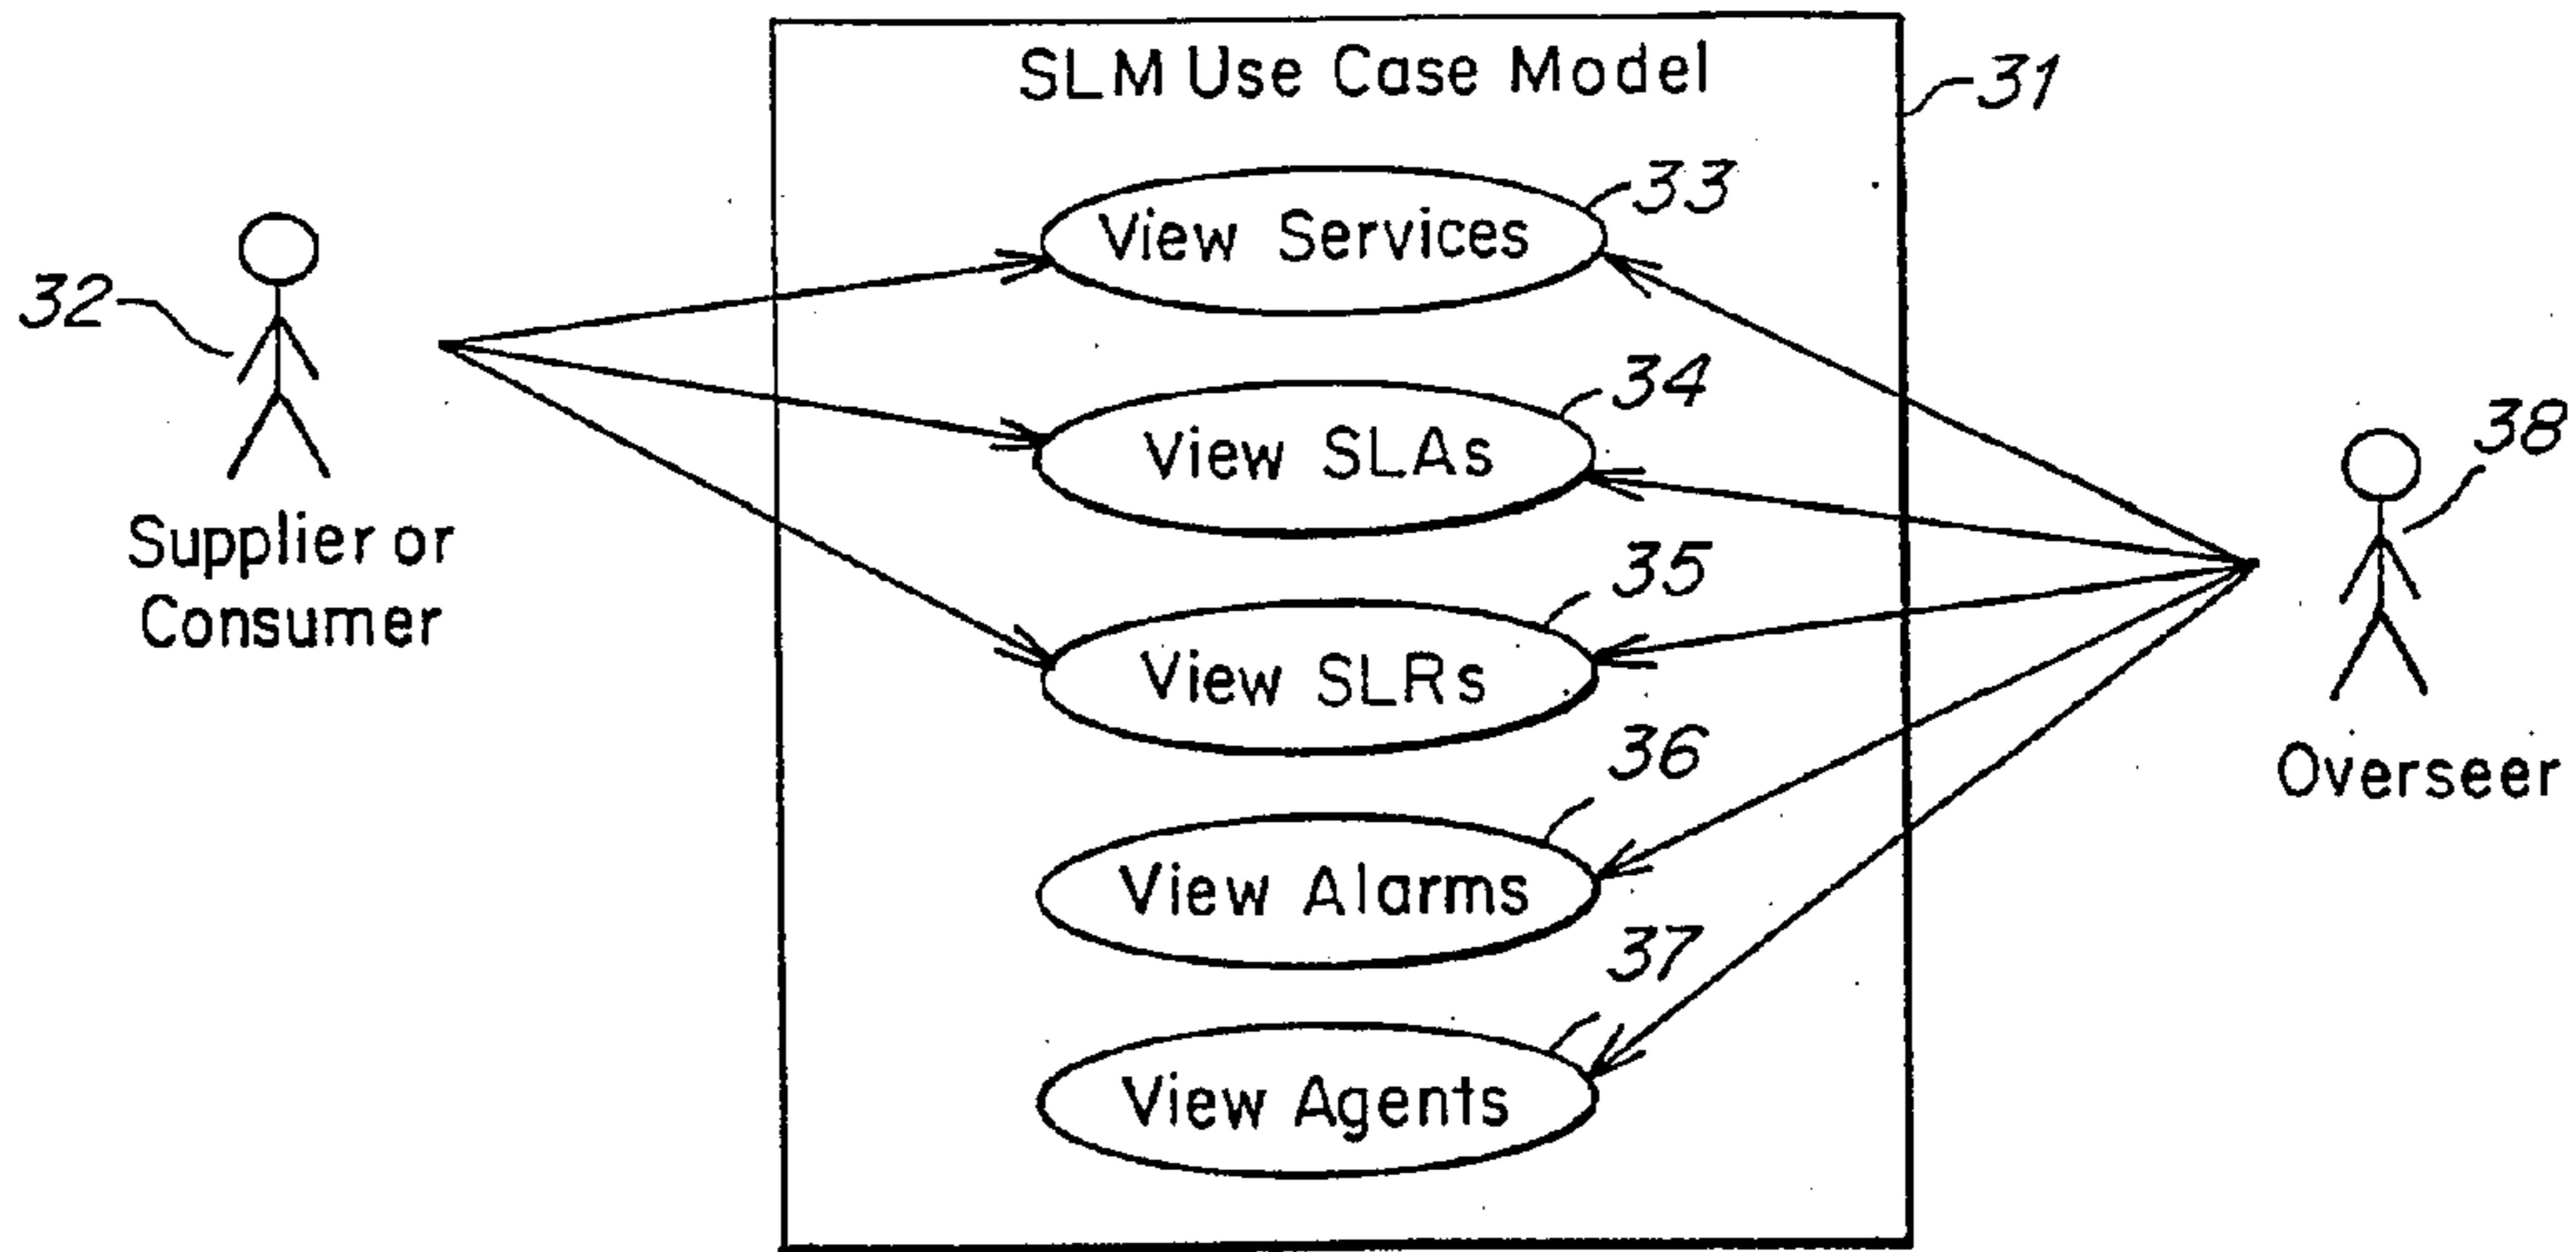 SLM Use Case Model
31
33
View Services
32
34
View SLAs
38
Supplier or
Consumer
35
View SLRs
36
Overseer
View Alarms
37
View Agents